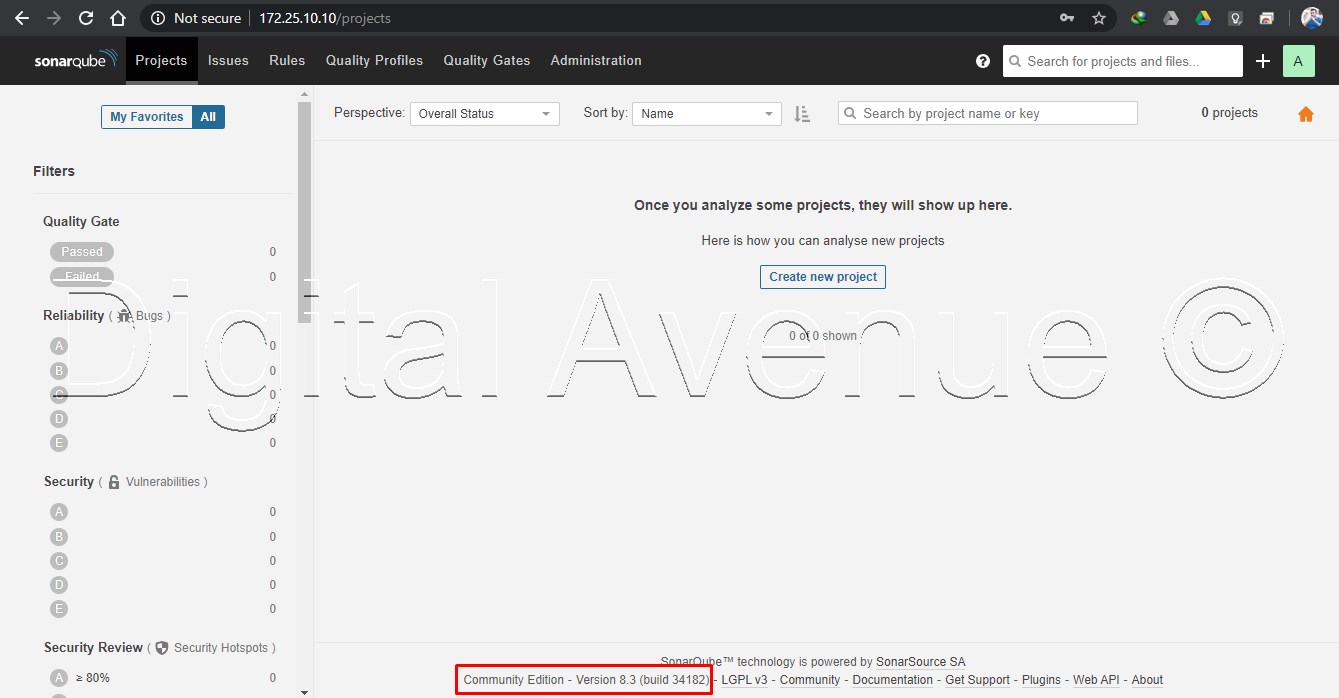 Not secure 172.25.10.10/projects
sonarqube Projects Issues Rules Quality Profiles Quality Gates Administration Search for projects and files... A
My Favorites All
Perspective: Overall Status Sort by: Name Search by project name or key 0 projects
Filters
Quality Gate
Passed 0
Failed 0
Reliability ( Bugs )
A 0
B 0
C 0
D 0
E 0
Security ( Vulnerabilities )
A 0
B 0
C 0
D 0
E 0
Security Review ( Security Hotspots )
A ≥ 80% 0
Once you analyze some projects, they will show up here.
Here is how you can analyse new projects
Create new project
0 of 0 shown
Digital Avenue ©
SonarQube™ technology is powered by SonarSource SA
Community Edition - Version 8.3 (build 34182) - LGPL v3 - Community - Documentation - Get Support - Plugins - Web API - About